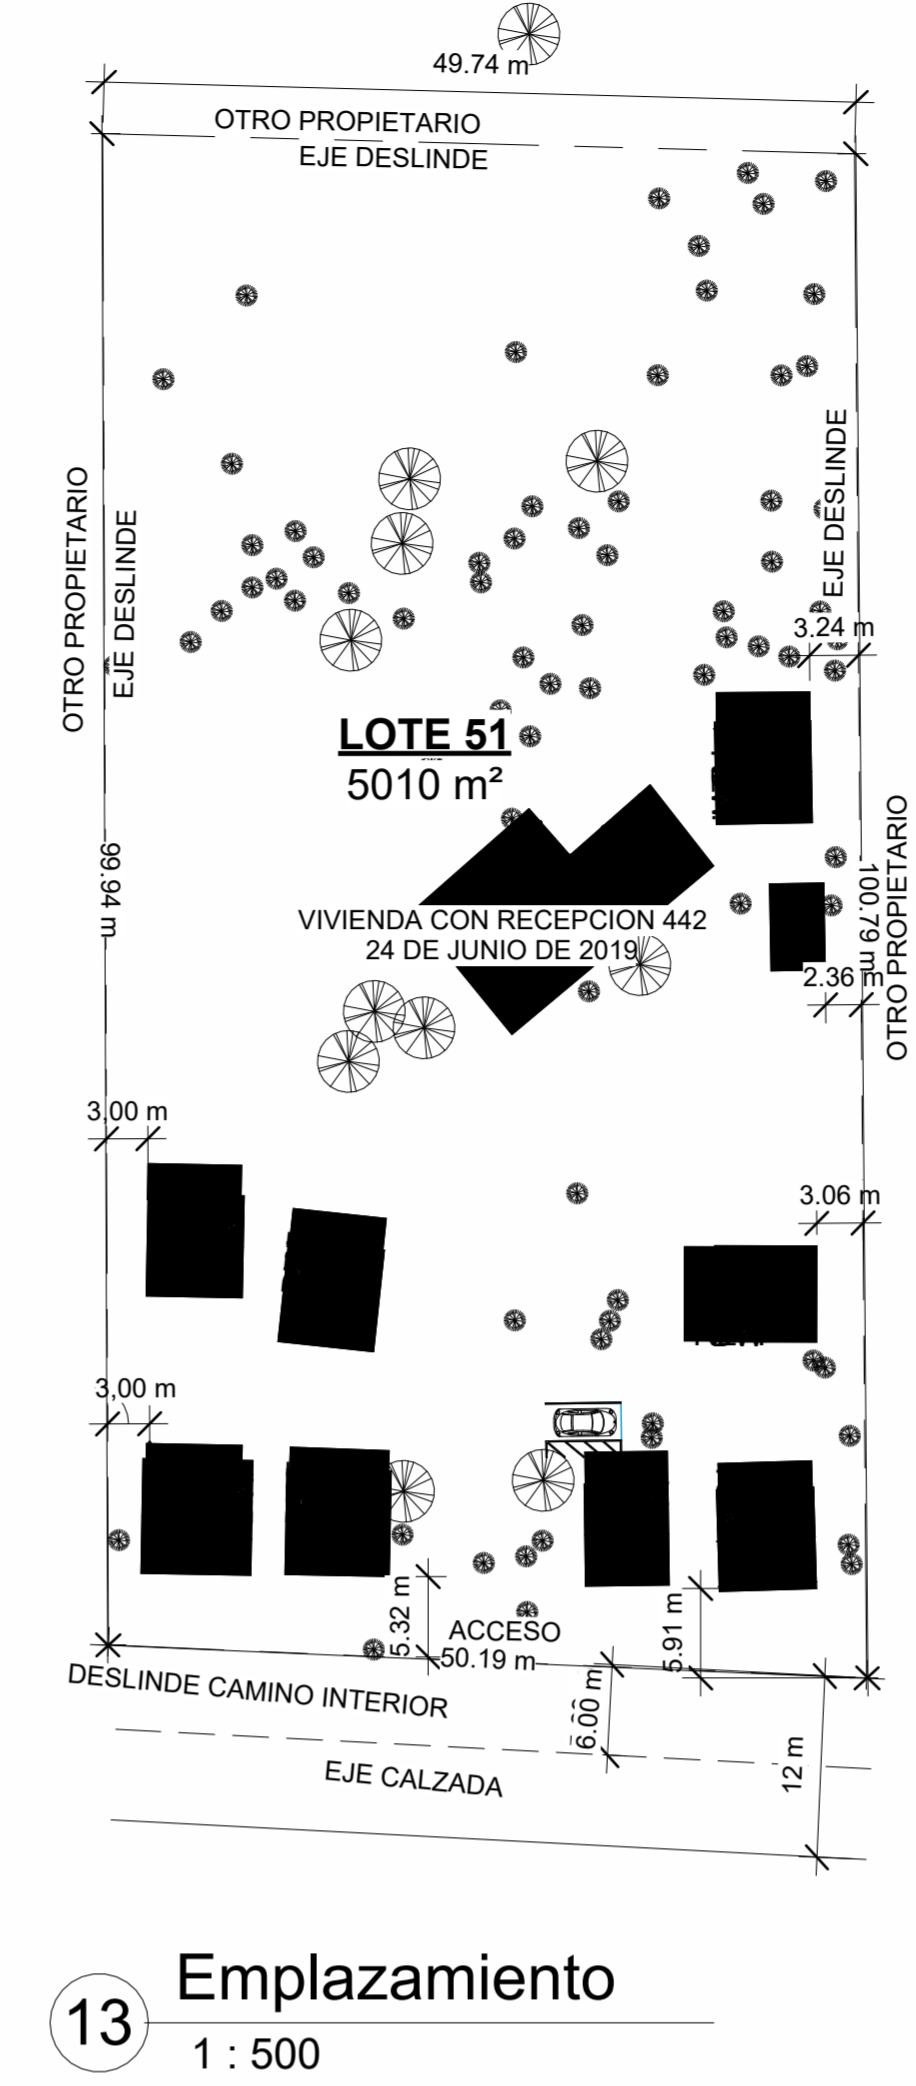 49.74 m
OTRO PROPIETARIO
EJE DESLINDE
EJE DESLINDE
OTRO PROPIETARIO
EJE DESLINDE
3.24 m
LOTE 51
5010 m²
OTRO PROPIETARIO
99.94 m
100.79 m
VIVIENDA CON RECEPCION 442
24 DE JUNIO DE 2019
2.36 m
3,00 m
3.06 m
3,00 m
5.32 m
ACCESO
50.19 m
5.91 m
DESLINDE CAMINO INTERIOR
6.00 m
12 m
EJE CALZADA
13
Emplazamiento
1 : 500